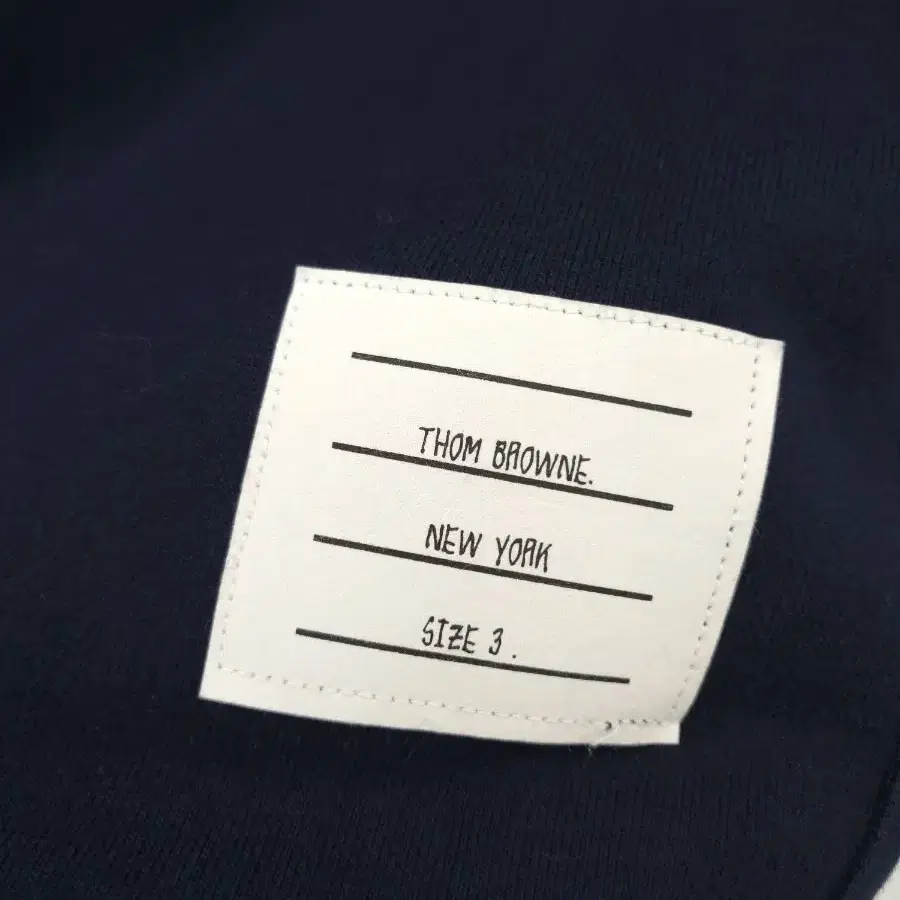 THOM BROWNE.
NEW YORK
SIZE 3.